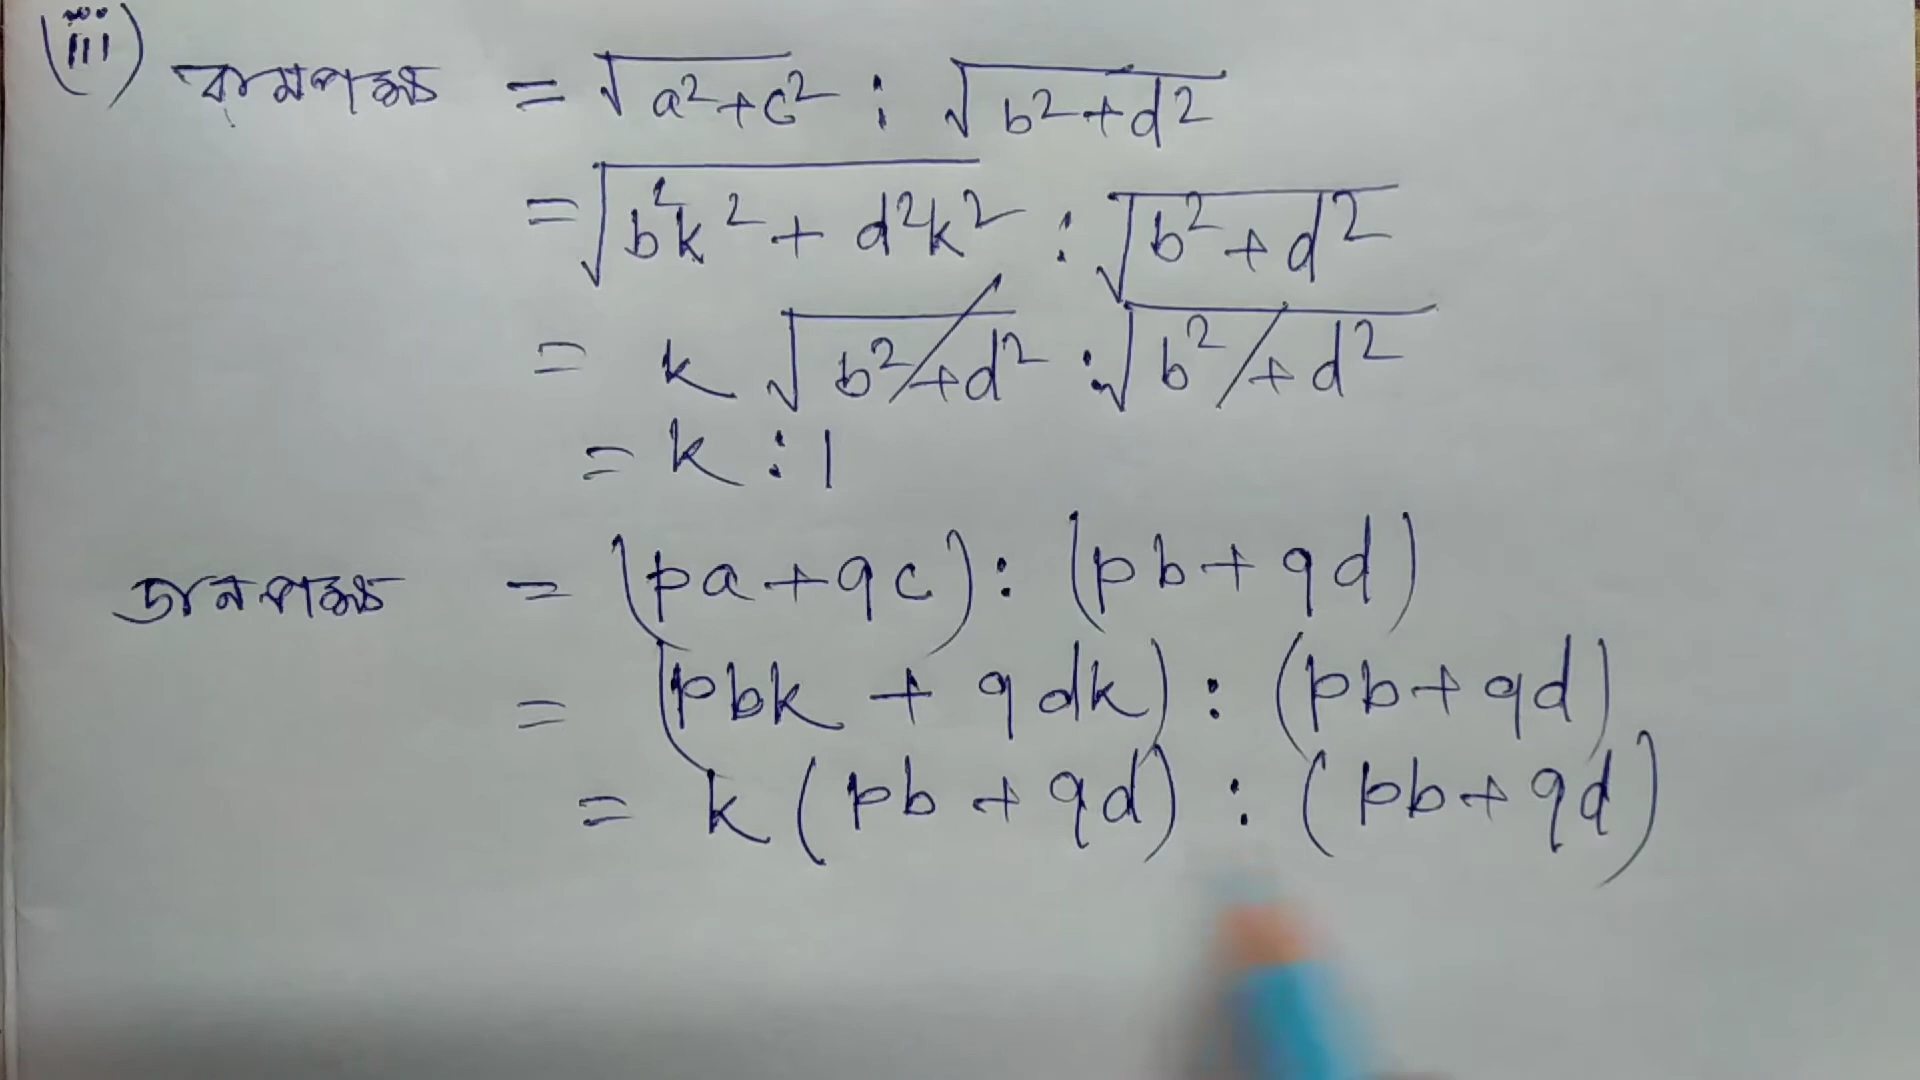 (iii) বামপক্ষ = √(a²+c²) : √(b²+d²)
= √(b²k²+d²k²) : √(b²+d²)
= k √(b²+d²) : √(b²+d²)
= k : 1
ডানপক্ষ = (pa+qc) : (pb+qd)
= (pbk + qdk) : (pb+qd)
= k (pb+qd) : (pb+qd)